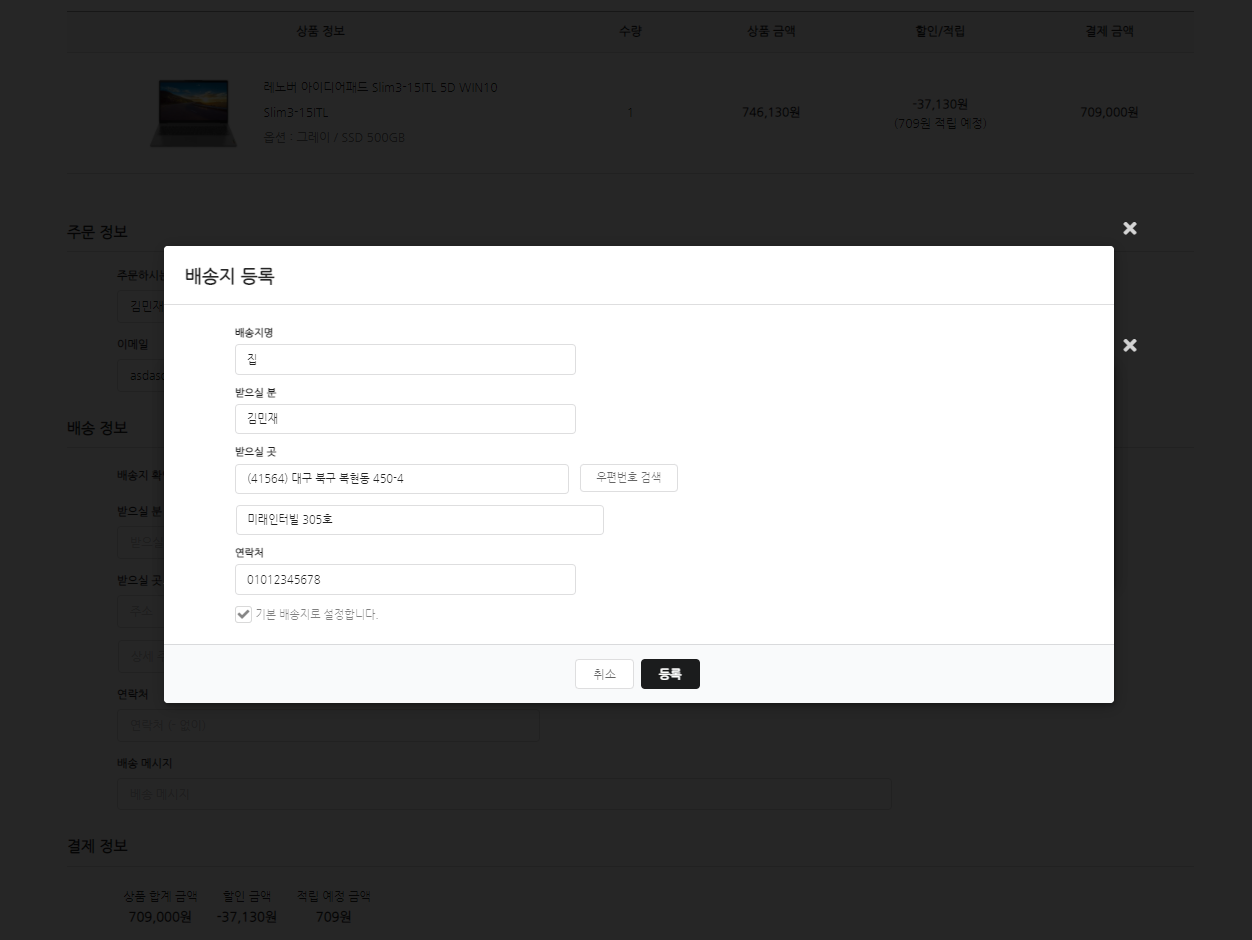 상품 정보 수량 상품 금액 할인/적립 결제 금액
레노버 아이디어패드 Slim3-15ITL 5D WIN10
Slim3-15ITL
옵션 : 그레이 / SSD 500GB
1
746,130원
-37,130원
(709원 적립 예정)
709,000원
주문 정보
주문하시는
김민재
이메일
배송지 등록
배송지명
집
받으실 분
김민재
받으실 곳
(41564) 대구 북구 복현동 450-4
우편번호 검색
미래인터빌 305호
연락처
01012345678
기본 배송지로 설정합니다.
취소
등록
배송 정보
배송지
받으실 분
받으실
받으실 곳
주소
연락처
연락처 (- 없이)
배송 메시지
배송 메시지
결제 정보
상품 합계 금액 할인 금액 적립 예정 금액
709,000원 -37,130원 709원